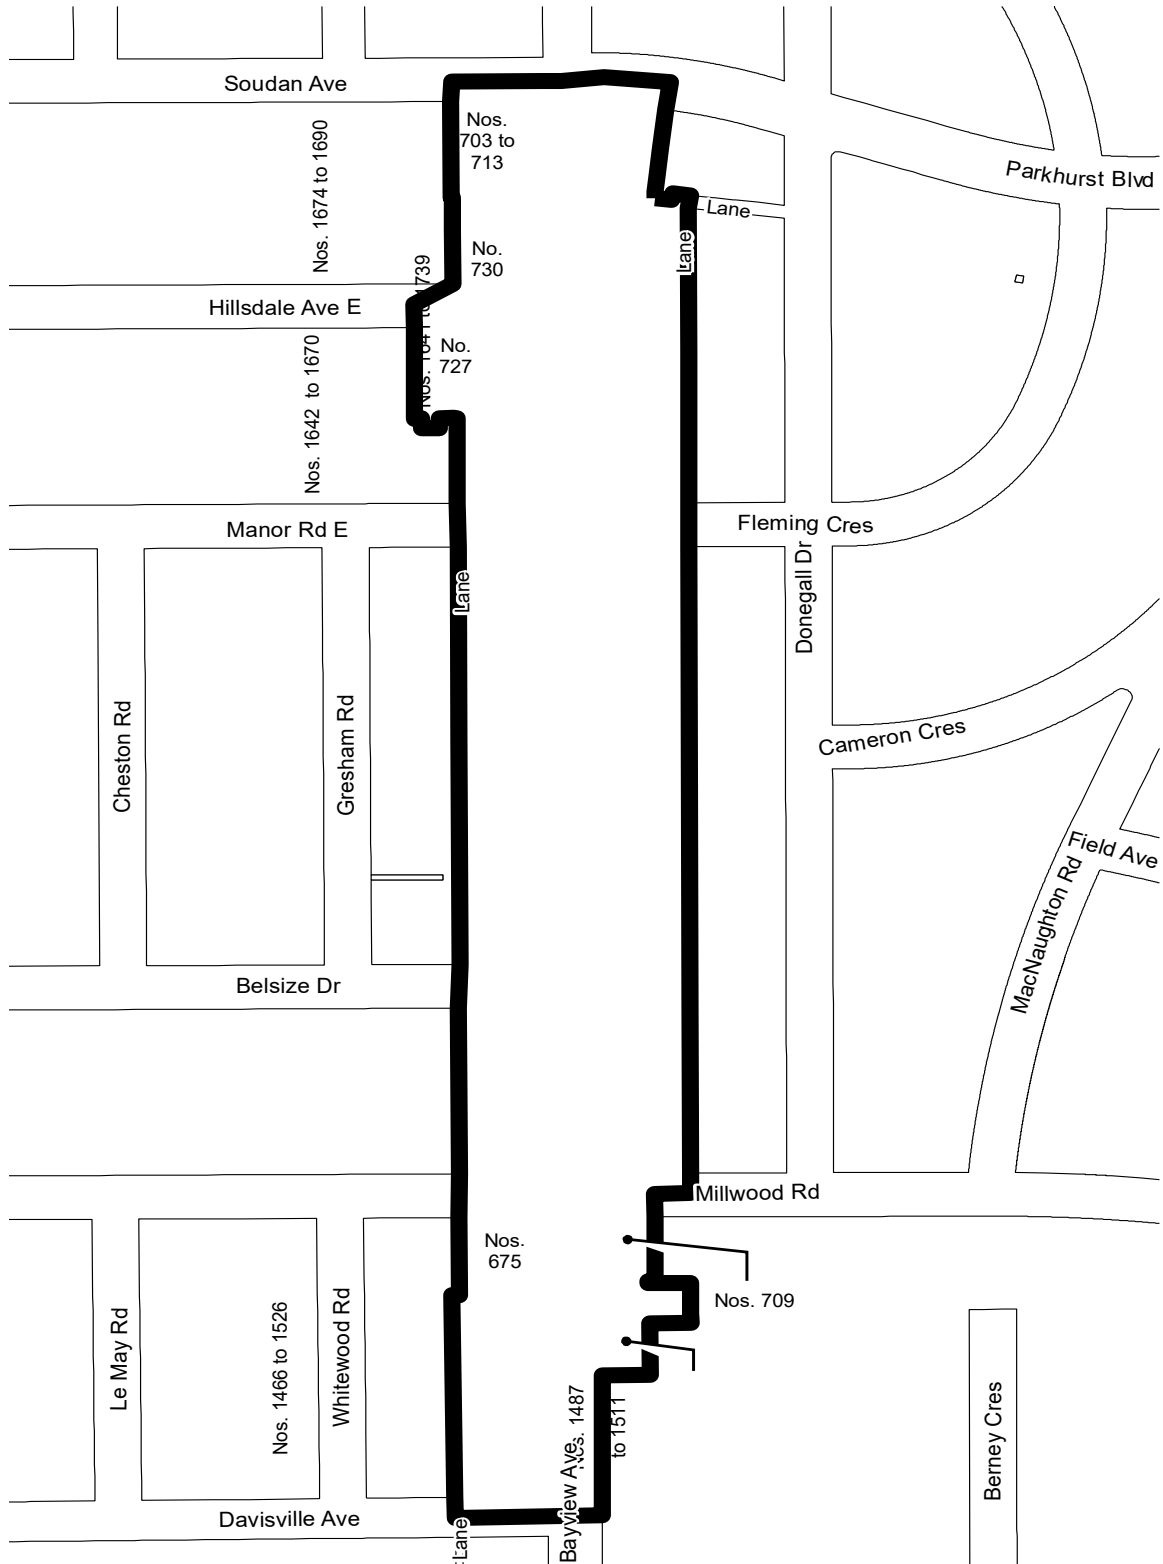 Soudan Ave
Nos.
703 to
713
Nos. 1674 to 1690
Parkhurst Blvd
Lane
Lane
No.
730
Hillsdale Ave E
No.
727
Nos. 1642 to 1670
Manor Rd E
Fleming Cres
Donegall Dr
Lane
Cheston Rd
Gresham Rd
Cameron Cres
Field Ave
MacNaughton Rd
Belsize Dr
Millwood Rd
Nos.
675
Nos. 709
Le May Rd
Nos. 1466 to 1526
Whitewood Rd
Nos. 1487
to 1511
Bayview Ave
Berney Cres
Davisville Ave
Lane